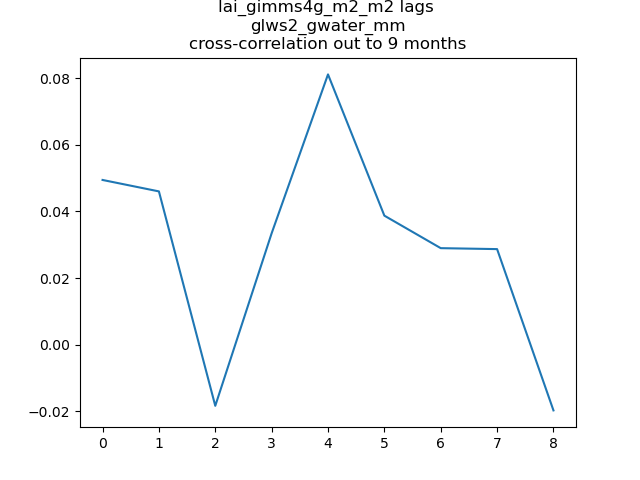 lai_gimms4g_m2_m2 lags
glws2_gwater_mm
cross-correlation out to 9 months
0.08
0.06
0.04
0.02
0.00
−0.02
0 1 2 3 4 5 6 7 8